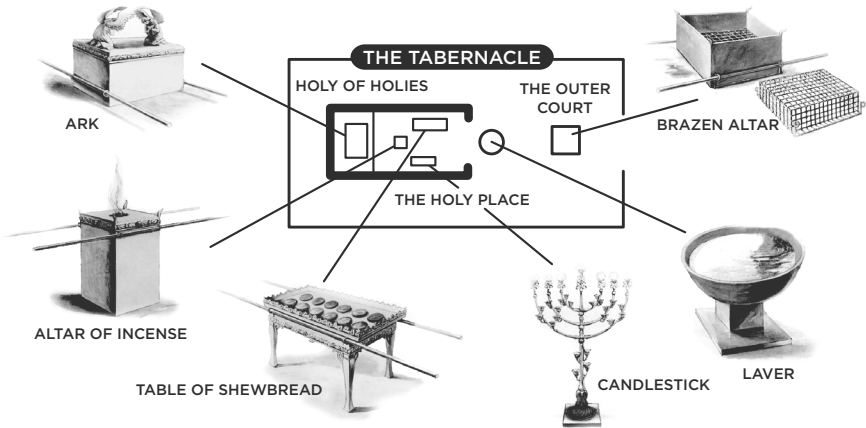 THE TABERNACLE
HOLY OF HOLIES
THE OUTER
COURT
ARK
BRAZEN ALTAR
THE HOLY PLACE
ALTAR OF INCENSE
TABLE OF SHEWBREAD
CANDLESTICK
LAVER